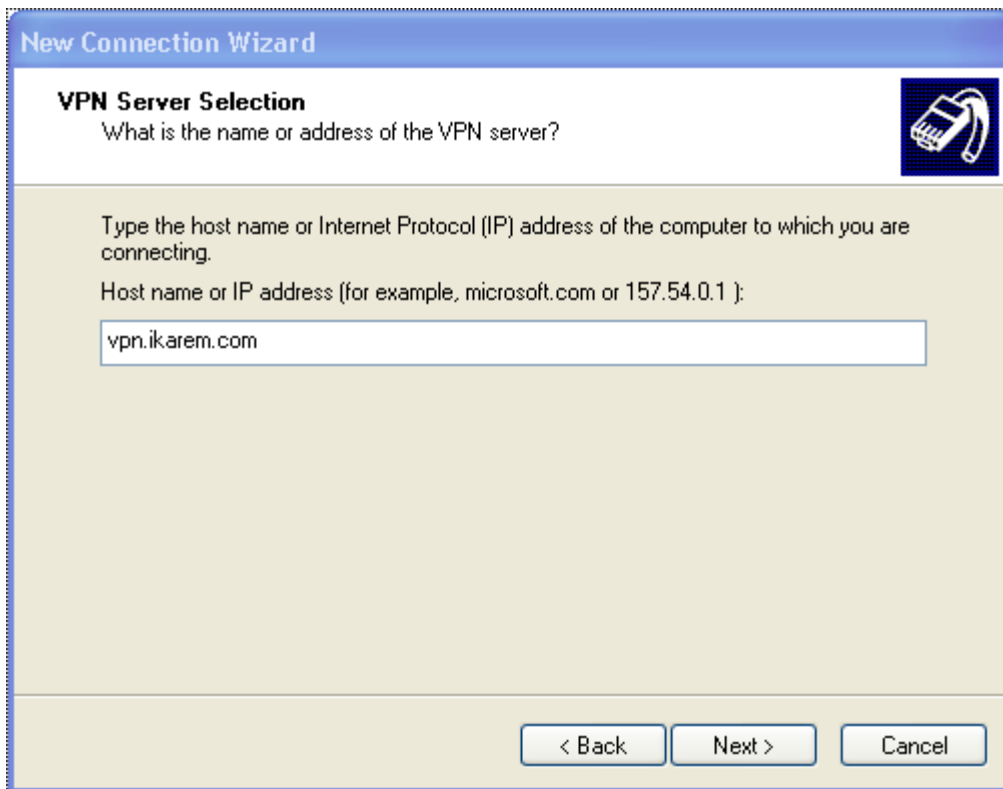 New Connection Wizard
VPN Server Selection
What is the name or address of the VPN server?
Type the host name or Internet Protocol (IP) address of the computer to which you are
connecting.
Host name or IP address (for example, microsoft.com or 157.54.0.1 ):
vpn.ikarem.com
< Back Next > Cancel